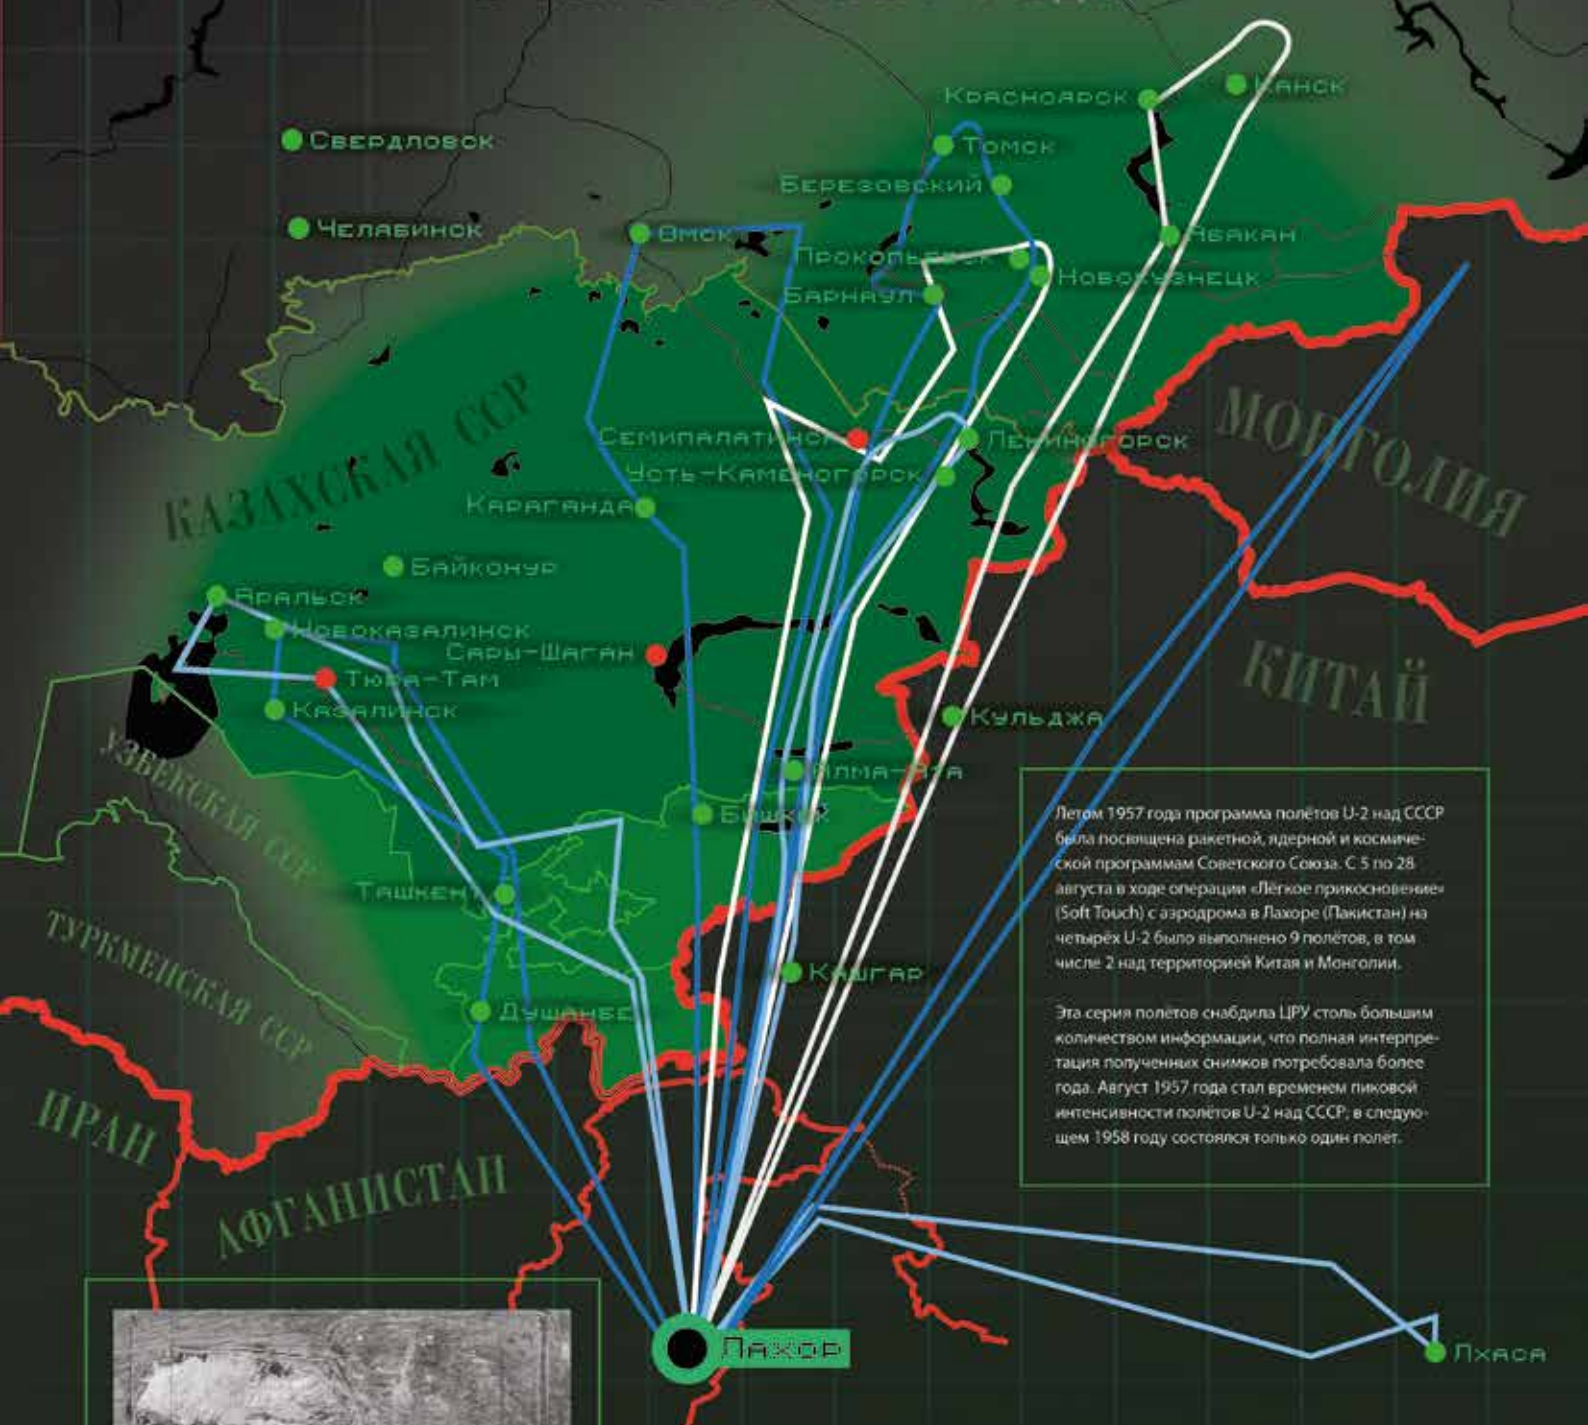 Красноярск
Канск
Свердловск
Томск
Березовский
Челябинск
Омск
Абакан
Прокопьевск
Новокузнецк
Барнаул
КАЗАХСКАЯ ССР
МОНГОЛИЯ
Семипалатинск
Лениногорск
Усть-Каменогорск
Караганда
Байконур
Аральск
Новоказалинск
Сары-Шаган
Тюра-Там
КИТАЙ
Казалинск
Кульджа
УЗБЕКСКАЯ ССР
Алма-Ата
Бишкек
Ташкент
ТУРКМЕНСКАЯ ССР
Кашгар
Душанбе
ИРАН
АФГАНИСТАН
Летом 1957 года программа полётов U-2 над СССР
была посвящена ракетной, ядерной и космиче-
ской программам Советского Союза. С 5 по 28
августа в ходе операции «Лёгкое прикосновение»
(Soft Touch) с аэродрома в Лахоре (Пакистан) на
четырёх U-2 было выполнено 9 полётов, в том
числе 2 над территорией Китая и Монголии.
Эта серия полётов снабдила ЦРУ столь большим
количеством информации, что полная интерпре-
тация полученных снимков потребовала более
года. Август 1957 года стал временем пиковой
интенсивности полётов U-2 над СССР; в следую-
щем 1958 году состоялся только один полёт.
Лахор
Лхаса